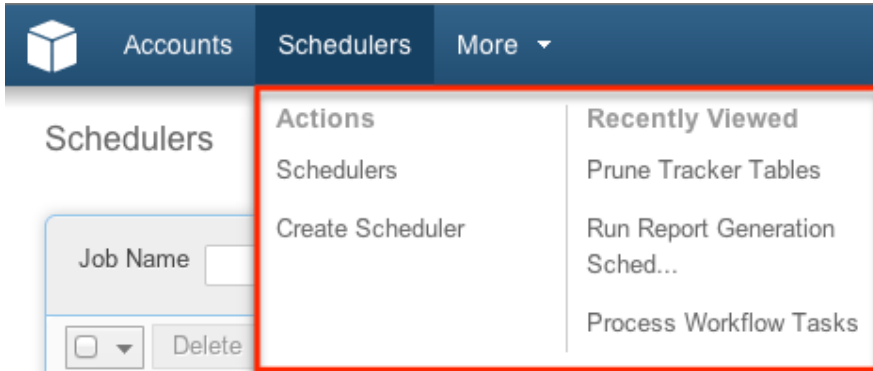 Accounts Schedulers More
Schedulers
Job Name
Delete
Actions
Schedulers
Create Scheduler
Recently Viewed
Prune Tracker Tables
Run Report Generation
Sched...
Process Workflow Tasks